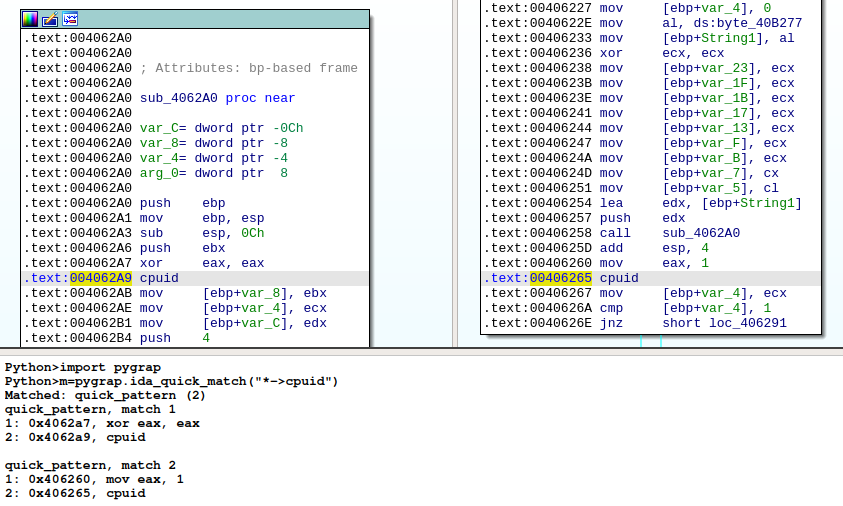 .text:004062A0
.text:004062A0
.text:004062A0 ; Attributes: bp-based frame
.text:004062A0
.text:004062A0 sub_4062A0 proc near
.text:004062A0
.text:004062A0 var_C= dword ptr -0Ch
.text:004062A0 var_8= dword ptr -8
.text:004062A0 var_4= dword ptr -4
.text:004062A0 arg_0= dword ptr  8
.text:004062A0
.text:004062A0 push    ebp
.text:004062A1 mov     ebp, esp
.text:004062A3 sub     esp, 0Ch
.text:004062A6 push    ebx
.text:004062A7 xor     eax, eax
.text:004062A9 cpuid
.text:004062AB mov     [ebp+var_8], ebx
.text:004062AE mov     [ebp+var_4], ecx
.text:004062B1 mov     [ebp+var_C], edx
.text:004062B4 push    4
.text:00406227 mov     [ebp+var_4], 0
.text:0040622E mov     al, ds:byte_40B277
.text:00406233 mov     [ebp+String1], al
.text:00406236 xor     ecx, ecx
.text:00406238 mov     [ebp+var_23], ecx
.text:0040623B mov     [ebp+var_1F], ecx
.text:0040623E mov     [ebp+var_1B], ecx
.text:00406241 mov     [ebp+var_17], ecx
.text:00406244 mov     [ebp+var_13], ecx
.text:00406247 mov     [ebp+var_F], ecx
.text:0040624A mov     [ebp+var_B], ecx
.text:0040624D mov     [ebp+var_7], cx
.text:00406251 mov     [ebp+var_5], cl
.text:00406254 lea     edx, [ebp+String1]
.text:00406257 push    edx
.text:00406258 call    sub_4062A0
.text:0040625D add     esp, 4
.text:00406260 mov     eax, 1
.text:00406265 cpuid
.text:00406267 mov     [ebp+var_4], ecx
.text:0040626A cmp     [ebp+var_4], 1
.text:0040626E jnz     short loc_406291
Python>import pygrap
Python>m=pygrap.ida_quick_match("*->cpuid")
Matched: quick_pattern (2)
quick_pattern, match 1
1: 0x4062a7, xor eax, eax
2: 0x4062a9, cpuid
quick_pattern, match 2
1: 0x406260, mov eax, 1
2: 0x406265, cpuid